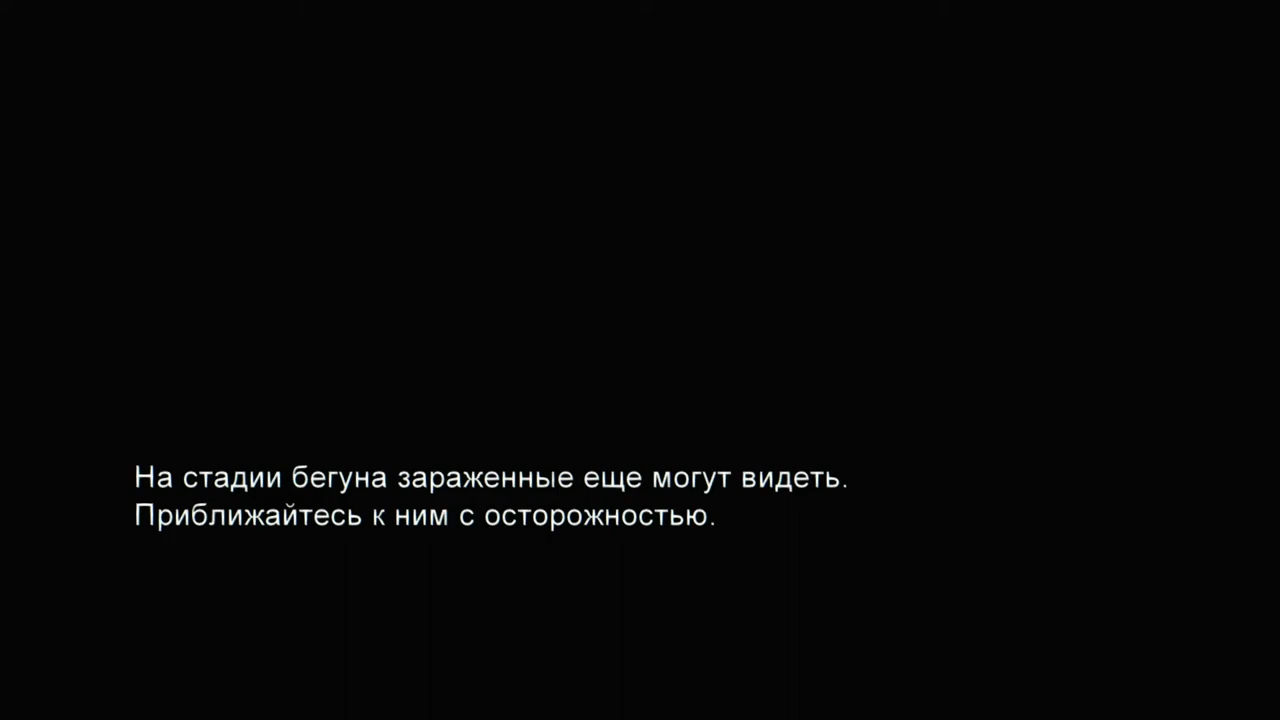 На стадии бегуна зараженные еще могут видеть.
Приближайтесь к ним с осторожностью.